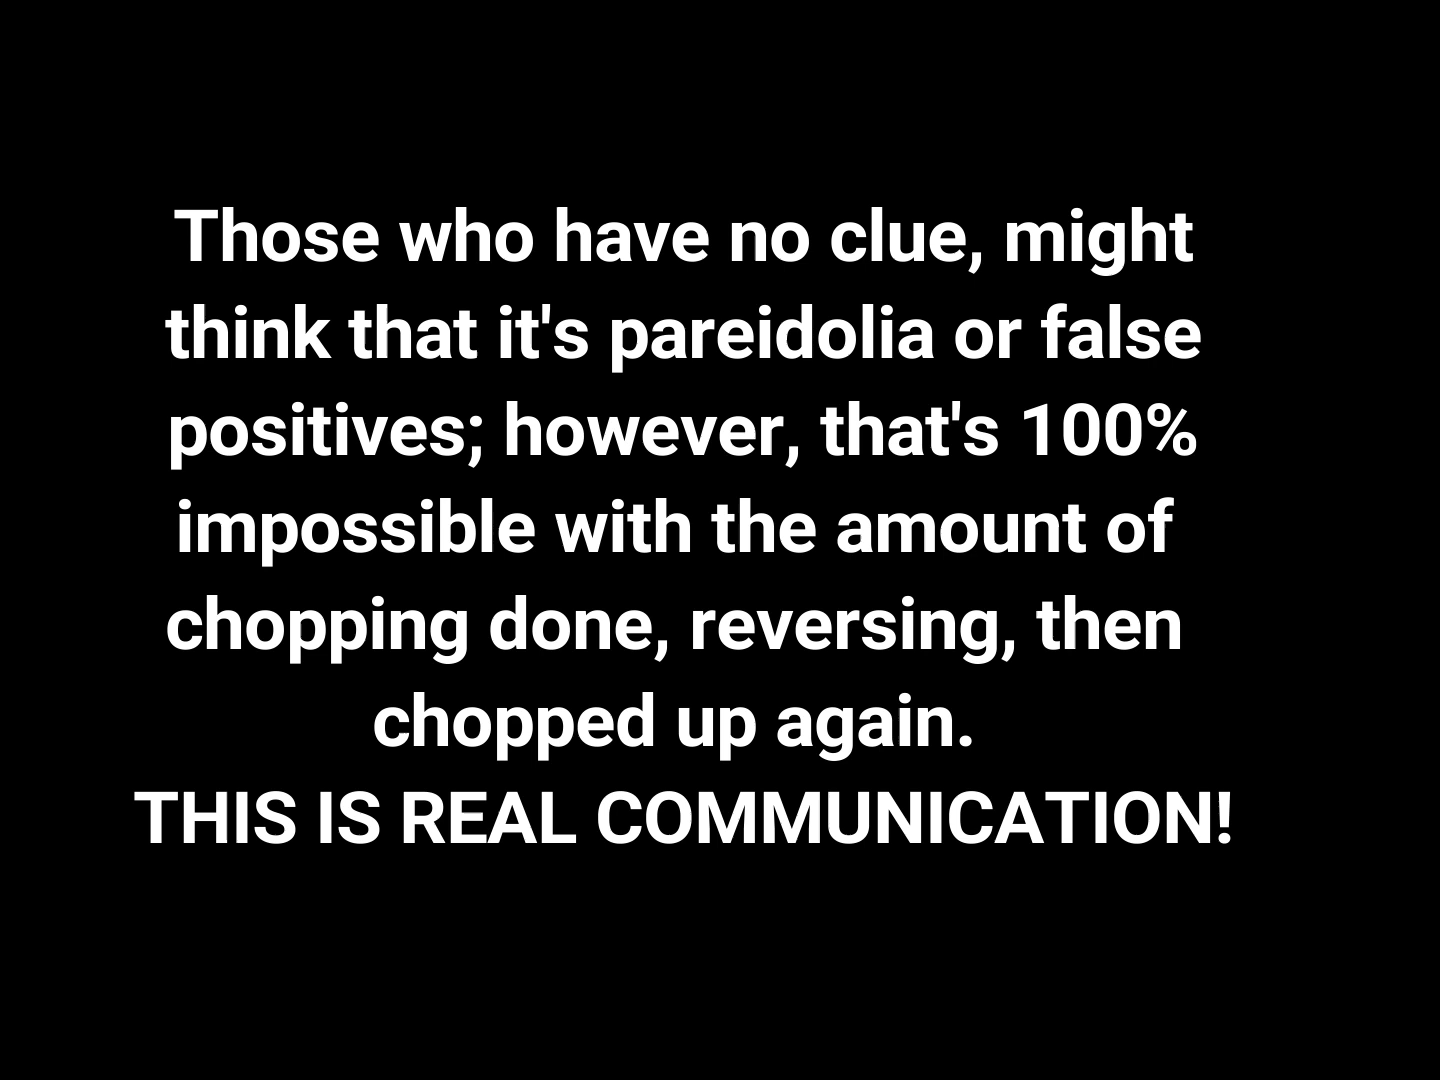 Those who have no clue, might
think that it's pareidolia or false
positives; however, that's 100%
impossible with the amount of
chopping done, reversing, then
chopped up again.
THIS IS REAL COMMUNICATION!